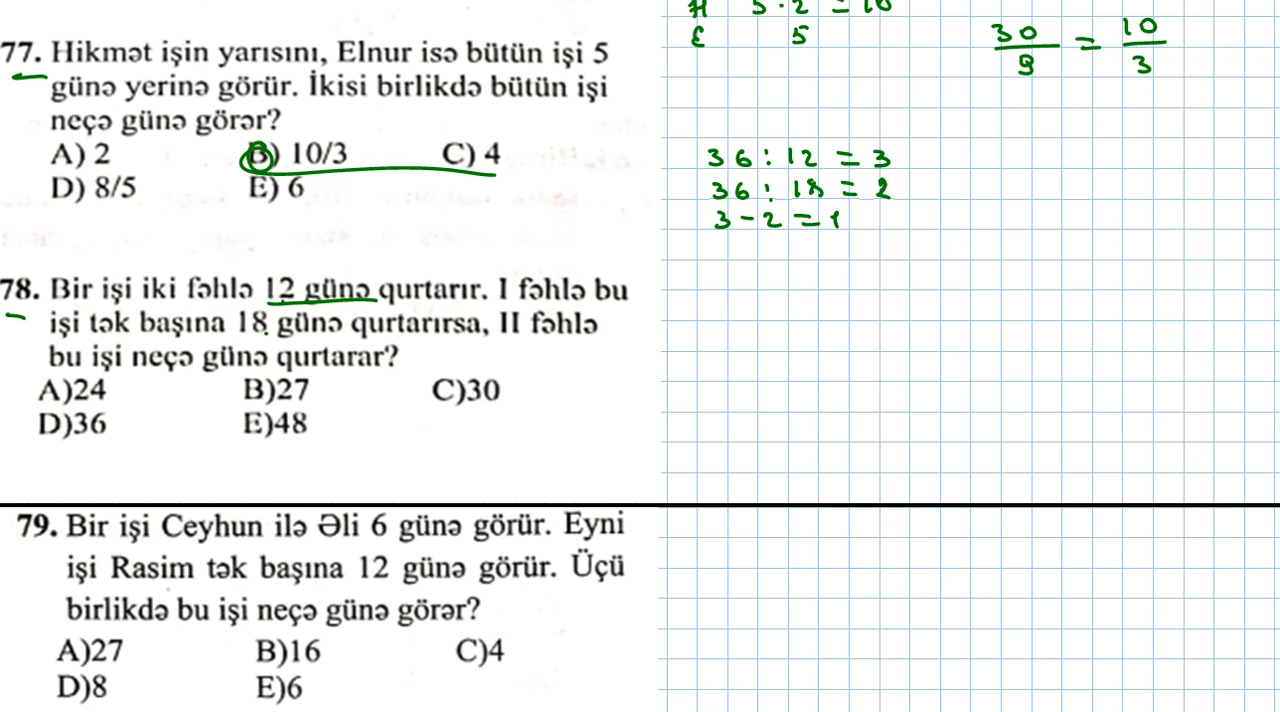 77. Hikmət işin yarısını, Elnur isə bütün işi 5
günə yerinə görür. İkisi birlikdə bütün işi
neçə günə görər?
A) 2 B) 10/3 C) 4
D) 8/5 E) 6
78. Bir işi iki fəhlə 12 günə qurtarır. I fəhlə bu
işi tək başına 18 günə qurtarırsa, II fəhlə
bu işi neçə günə qurtarar?
A)24 B)27 C)30
D)36 E)48
79. Bir işi Ceyhun ilə Əli 6 günə görür. Eyni
işi Rasim tək başına 12 günə görür. Üçü
birlikdə bu işi neçə günə görər?
A)27 B)16 C)4
D)8 E)6
H 5 · 2 = 10
E 5
30/9 = 10/3
36 : 12 = 3
36 : 18 = 2
3 - 2 = 1